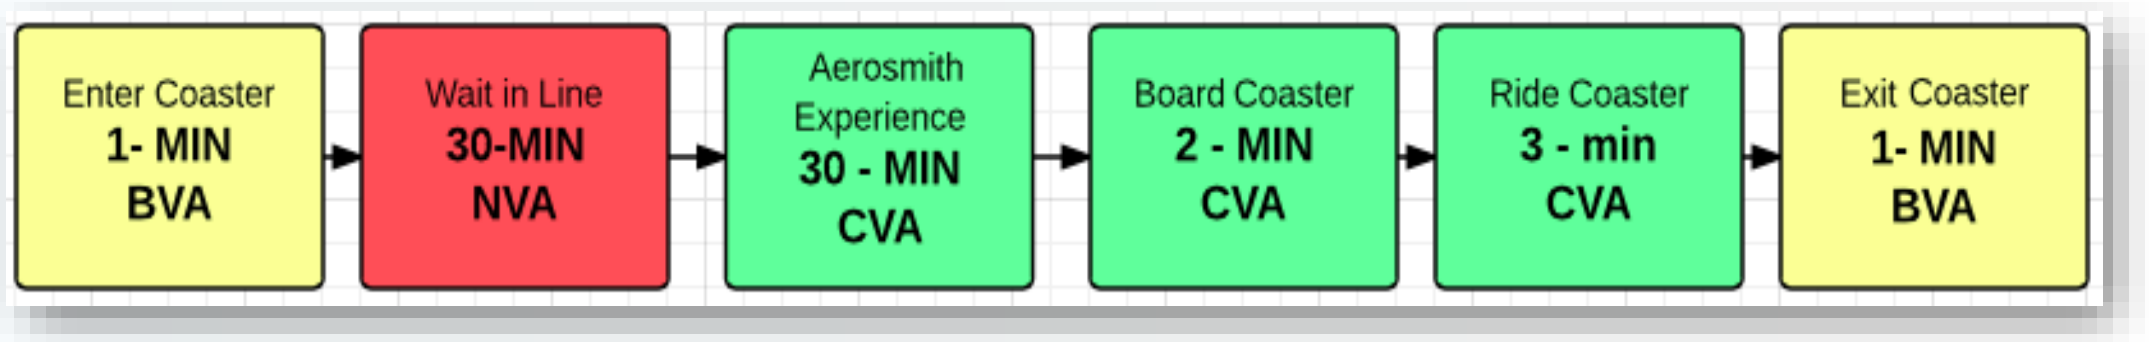 Enter Coaster
1- MIN
BVA
Wait in Line
30-MIN
NVA
Aerosmith
Experience
30 - MIN
CVA
Board Coaster
2 - MIN
CVA
Ride Coaster
3 - min
CVA
Exit Coaster
1- MIN
BVA